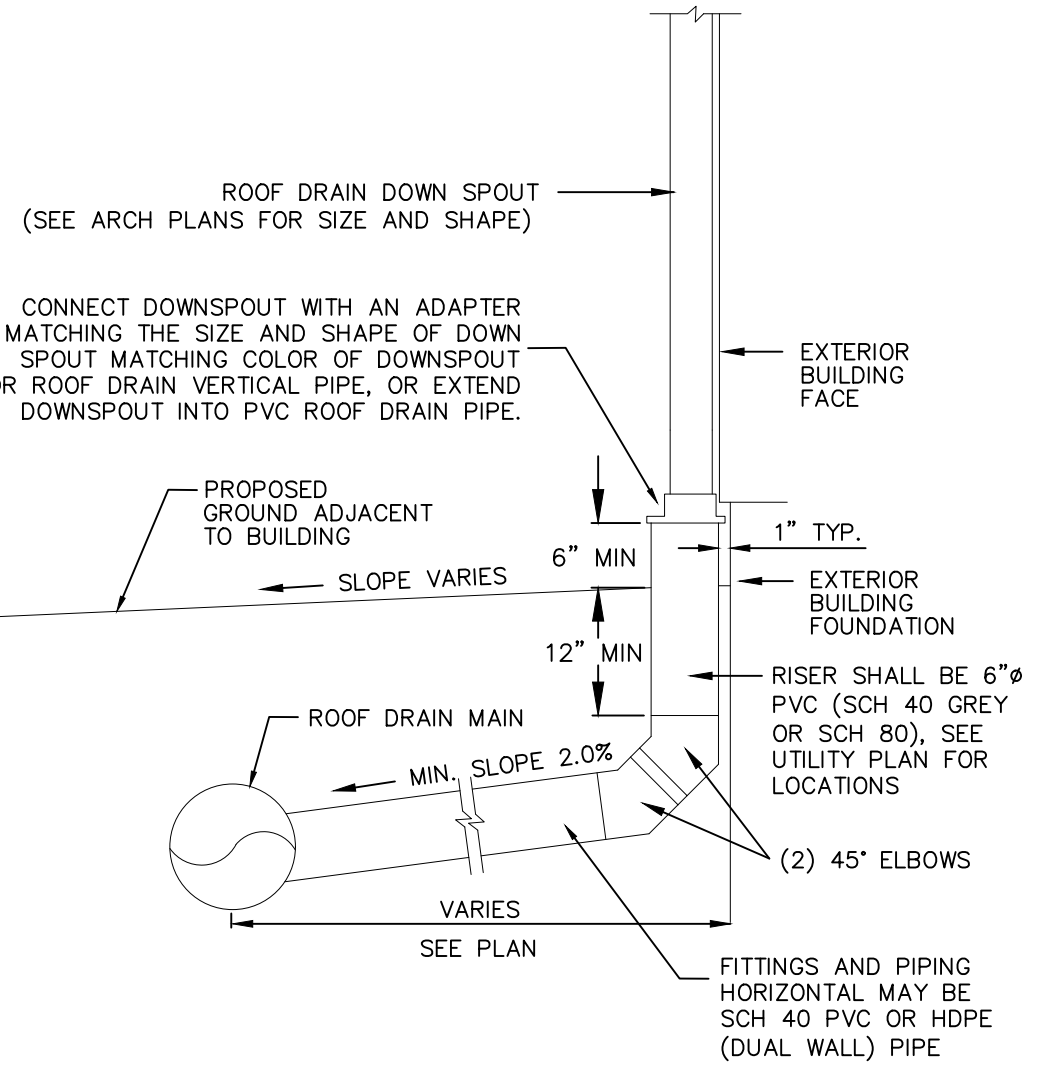 ROOF DRAIN DOWN SPOUT
(SEE ARCH PLANS FOR SIZE AND SHAPE)
CONNECT DOWNSPOUT WITH AN ADAPTER
MATCHING THE SIZE AND SHAPE OF DOWN
SPOUT MATCHING COLOR OF DOWNSPOUT
ROOF DRAIN VERTICAL PIPE, OR EXTEND
DOWNSPOUT INTO PVC ROOF DRAIN PIPE.
EXTERIOR
BUILDING
FACE
PROPOSED
GROUND ADJACENT
TO BUILDING
SLOPE VARIES
6” MIN
1” TYP.
EXTERIOR
BUILDING
FOUNDATION
12” MIN
RISER SHALL BE 6”ø
PVC (SCH 40 GREY
OR SCH 80), SEE
UTILITY PLAN FOR
LOCATIONS
ROOF DRAIN MAIN
MIN. SLOPE 2.0%
(2) 45° ELBOWS
VARIES
SEE PLAN
FITTINGS AND PIPING
HORIZONTAL MAY BE
SCH 40 PVC OR HDPE
(DUAL WALL) PIPE